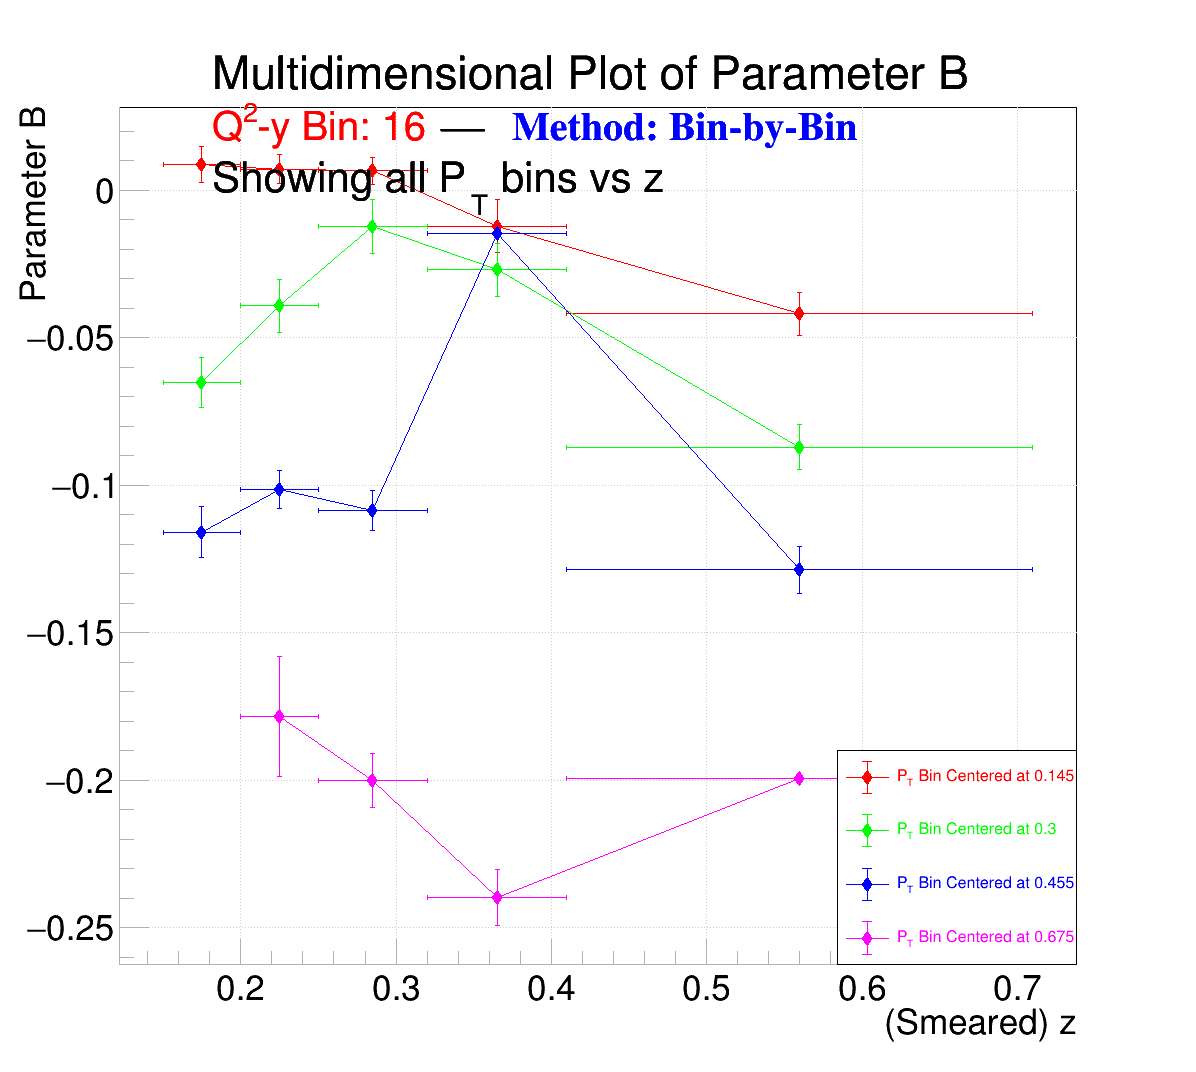 Multidimensional Plot of Parameter B
Q2-y Bin: 16 — Method: Bin-by-Bin
Showing all PT bins vs z
Parameter B
0
−0.05
−0.1
−0.15
−0.2
−0.25
PT Bin Centered at 0.145
PT Bin Centered at 0.3
PT Bin Centered at 0.455
PT Bin Centered at 0.675
0.2 0.3 0.4 0.5 0.6 0.7
(Smeared) z